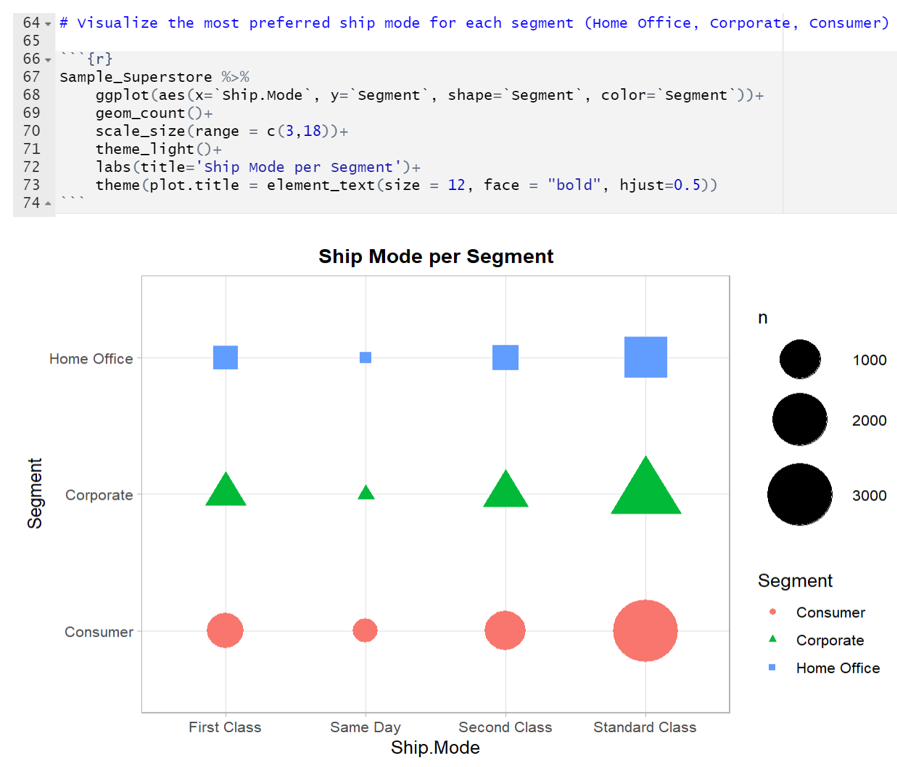 64 # Visualize the most preferred ship mode for each segment (Home Office, Corporate, Consumer)
65
66 ```{r}
67 Sample_Superstore %>%
68 ggplot(aes(x=`Ship.Mode`, y=`Segment`, shape=`Segment`, color=`Segment`))+
69 geom_count()+
70 scale_size(range = c(3,18))+
71 theme_light()+
72 labs(title='Ship Mode per Segment')+
73 theme(plot.title = element_text(size = 12, face = "bold", hjust=0.5))
74 ```
Ship Mode per Segment
Segment
Home Office
Corporate
Consumer
First Class Same Day Second Class Standard Class
Ship.Mode
n
1000
2000
3000
Segment
Consumer
Corporate
Home Office